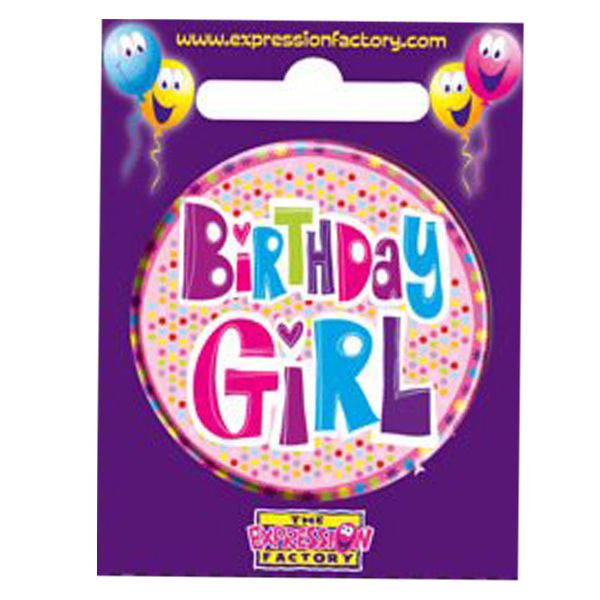 www.expressionfactory.com
BiRTHDay
GiRL
THE
EXPRESSION
FACTORY